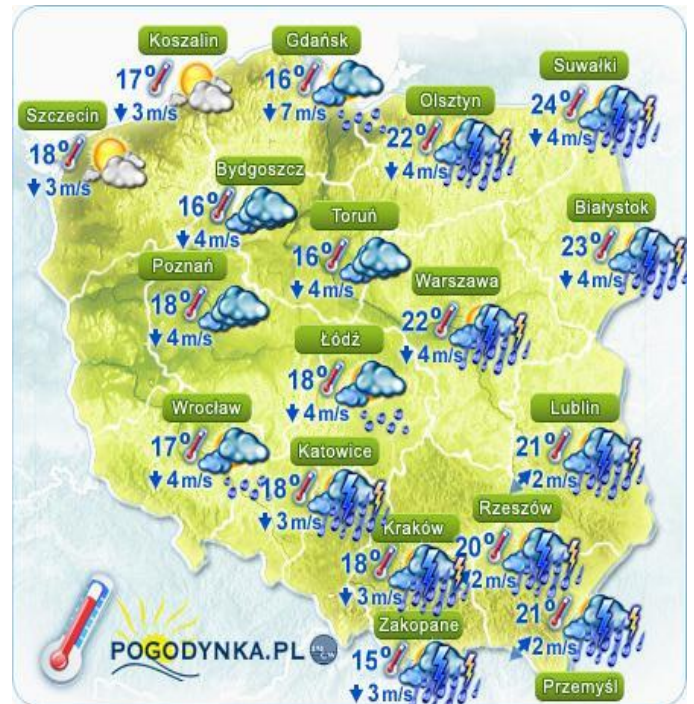 Koszalin
17°
3 m/s
Gdańsk
16°
7 m/s
Suwałki
24°
4 m/s
Szczecin
18°
3 m/s
Olsztyn
22°
4 m/s
Bydgoszcz
16°
4 m/s
Toruń
16°
4 m/s
Białystok
23°
4 m/s
Poznań
18°
4 m/s
Warszawa
22°
4 m/s
Łódź
18°
4 m/s
Wrocław
17°
4 m/s
Katowice
18°
3 m/s
Lublin
21°
2 m/s
Kraków
18°
3 m/s
Rzeszów
20°
2 m/s
Zakopane
15°
3 m/s
21°
2 m/s
Przemyśl
POGODYNKA.PL